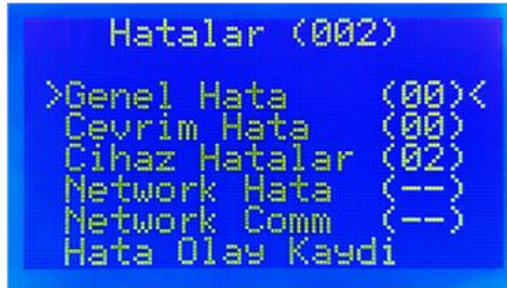 Hatalar (002)
>Genel Hata (00)<
Cevrim Hata (00)
Cihaz Hatalar (02)
Network Hata (--)
Network Comm (--)
Hata Olay Kaydi